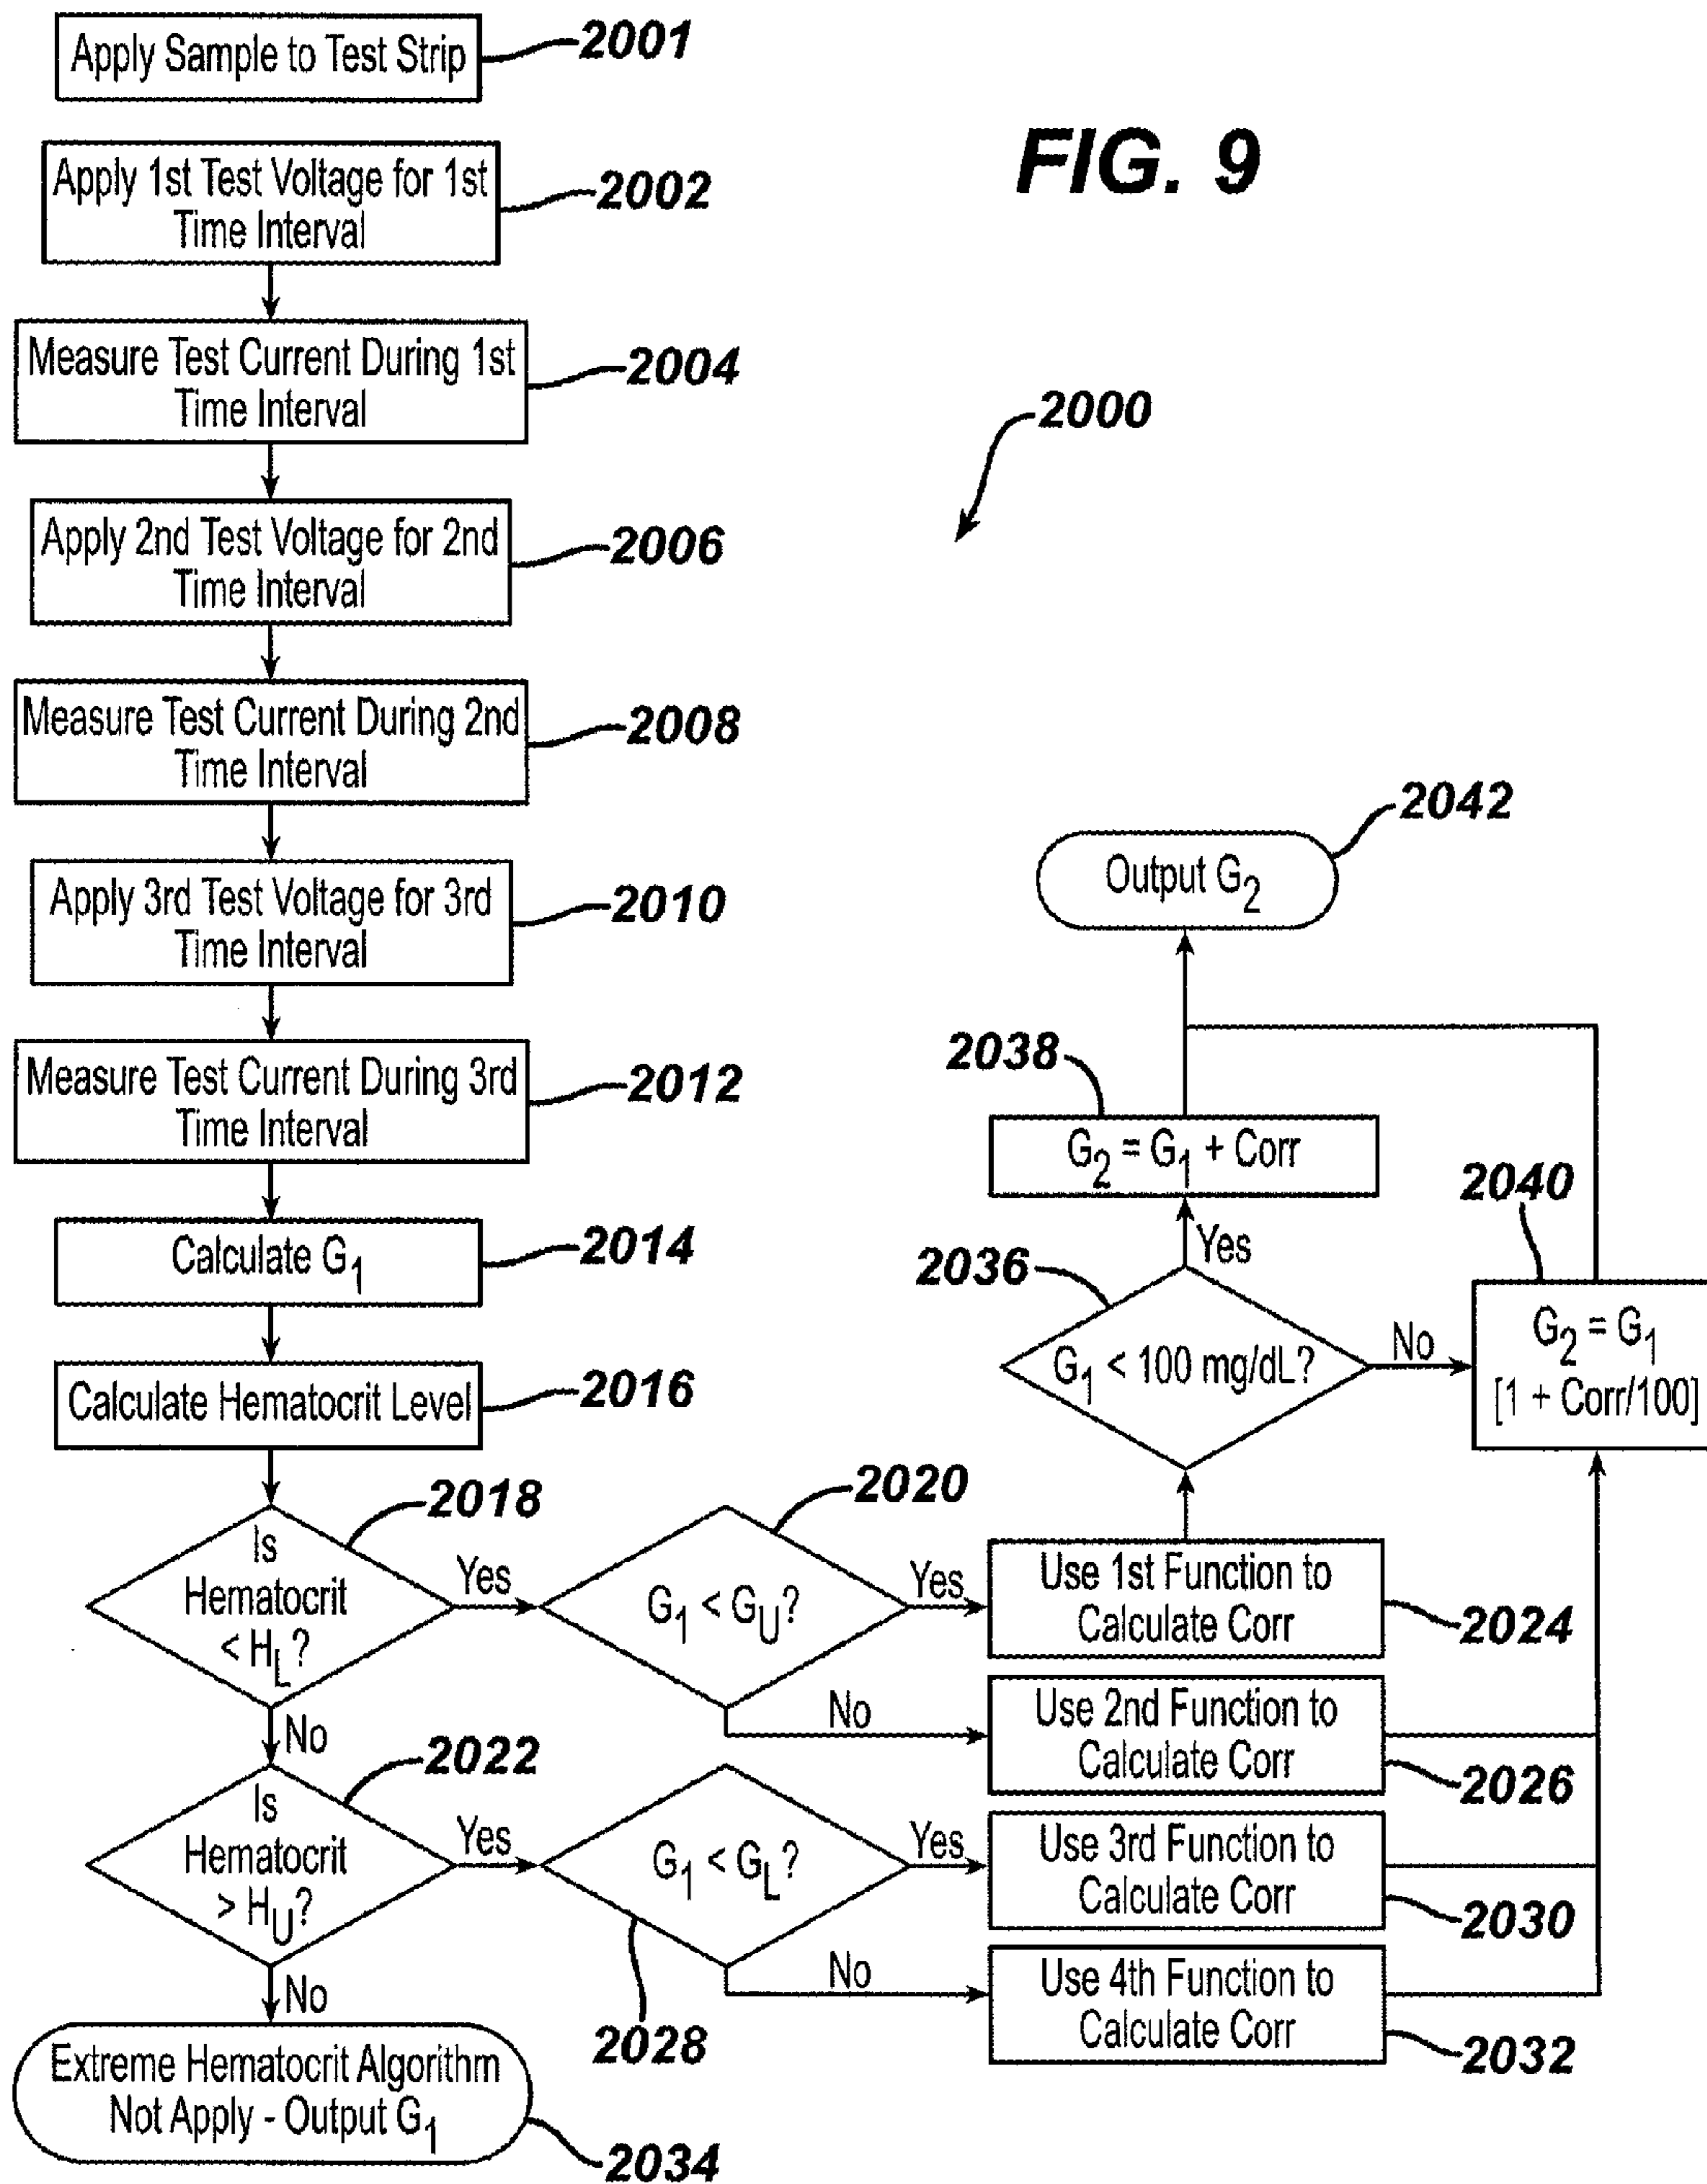 Apply Sample to Test Strip
2001
FIG. 9
Apply 1st Test Voltage for 1st
Time Interval
2002
Measure Test Current During 1st
Time Interval
2004
2000
Apply 2nd Test Voltage for 2nd
Time Interval
2006
Measure Test Current During 2nd
Time Interval
2008
Apply 3rd Test Voltage for 3rd
Time Interval
2010
Measure Test Current During 3rd
Time Interval
2012
Calculate G1
2014
Calculate Hematocrit Level
2016
Is
Hematocrit
< HL?
2018
Yes
No
G1 < GU?
2020
Yes
No
Use 1st Function to
Calculate Corr
2024
Use 2nd Function to
Calculate Corr
2026
Is
Hematocrit
> HU?
2022
Yes
No
G1 < GL?
2028
Yes
No
Use 3rd Function to
Calculate Corr
2030
Use 4th Function to
Calculate Corr
2032
Extreme Hematocrit Algorithm
Not Apply - Output G1
2034
G1 < 100 mg/dL?
2036
Yes
No
G2 = G1 + Corr
2038
G2 = G1
[1 + Corr/100]
2040
Output G2
2042